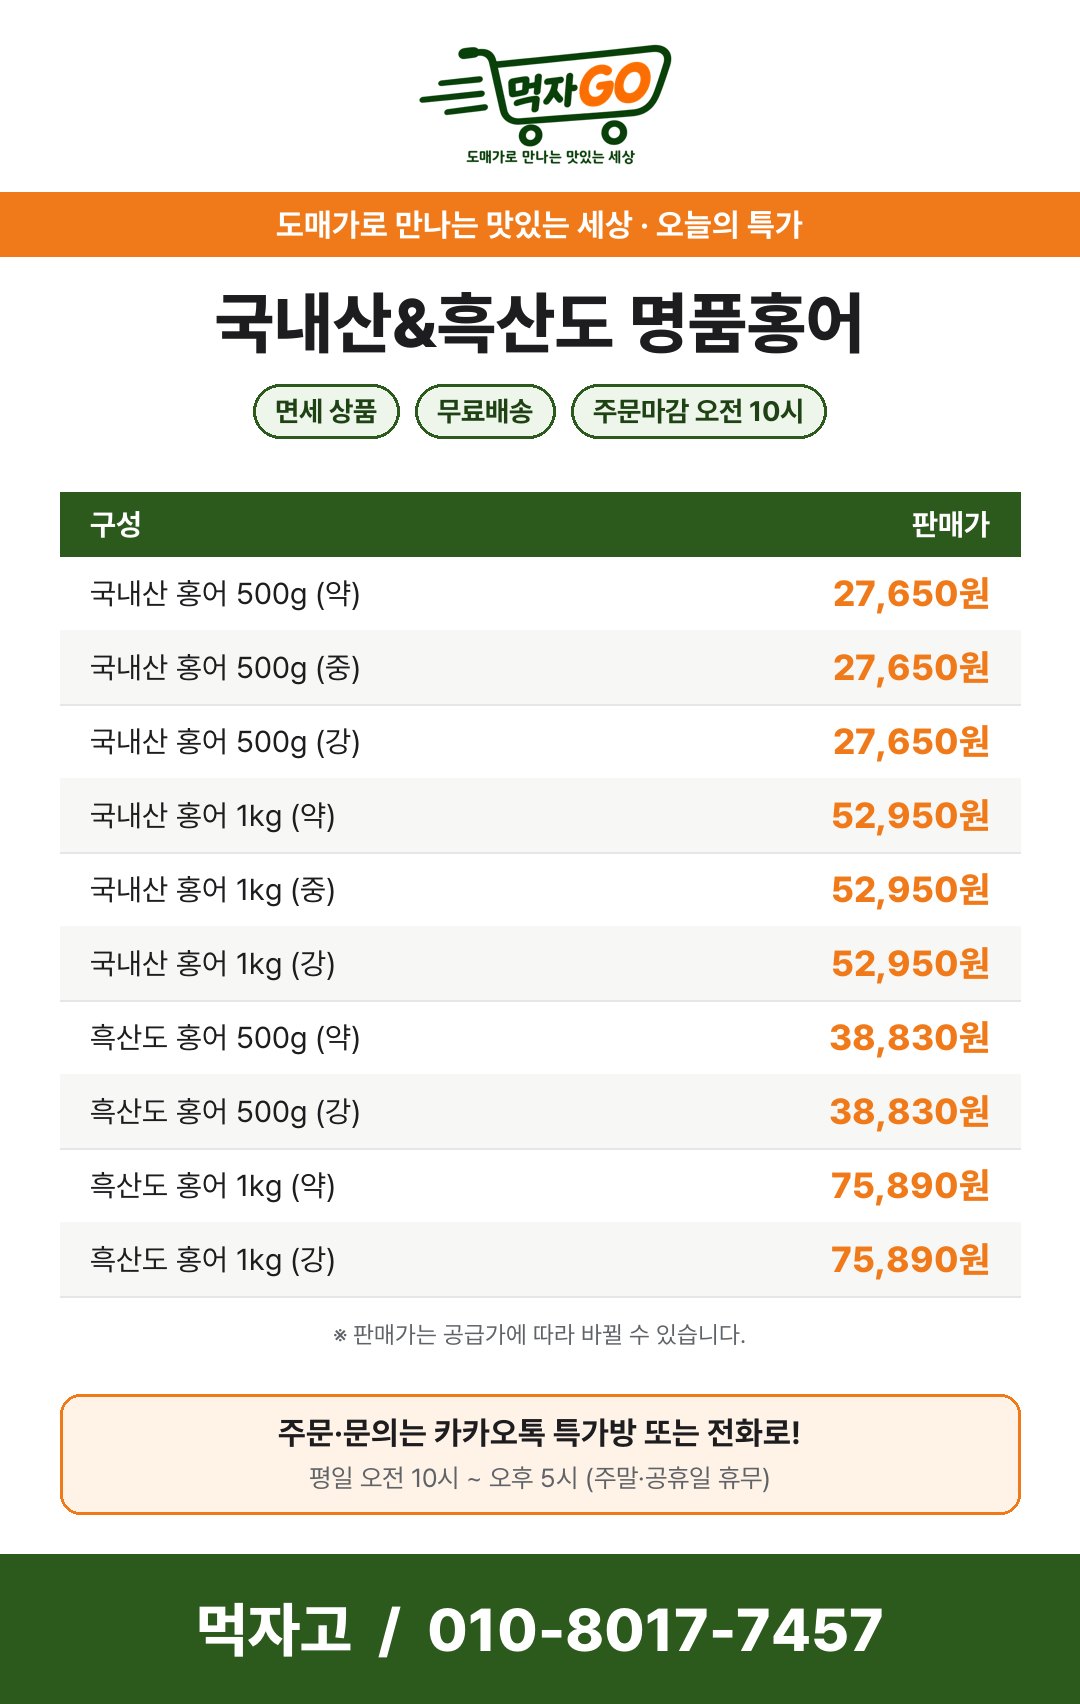 먹자GO
도매가로 만나는 맛있는 세상
도매가로 만나는 맛있는 세상 · 오늘의 특가
국내산&흑산도 명품홍어
면세 상품 무료배송 주문마감 오전 10시
구성 판매가
국내산 홍어 500g (약) 27,650원
국내산 홍어 500g (중) 27,650원
국내산 홍어 500g (강) 27,650원
국내산 홍어 1kg (약) 52,950원
국내산 홍어 1kg (중) 52,950원
국내산 홍어 1kg (강) 52,950원
흑산도 홍어 500g (약) 38,830원
흑산도 홍어 500g (강) 38,830원
흑산도 홍어 1kg (약) 75,890원
흑산도 홍어 1kg (강) 75,890원
※ 판매가는 공급가에 따라 바뀔 수 있습니다.
주문·문의는 카카오톡 특가방 또는 전화로!
평일 오전 10시 ~ 오후 5시 (주말·공휴일 휴무)
먹자고 / 010-8017-7457